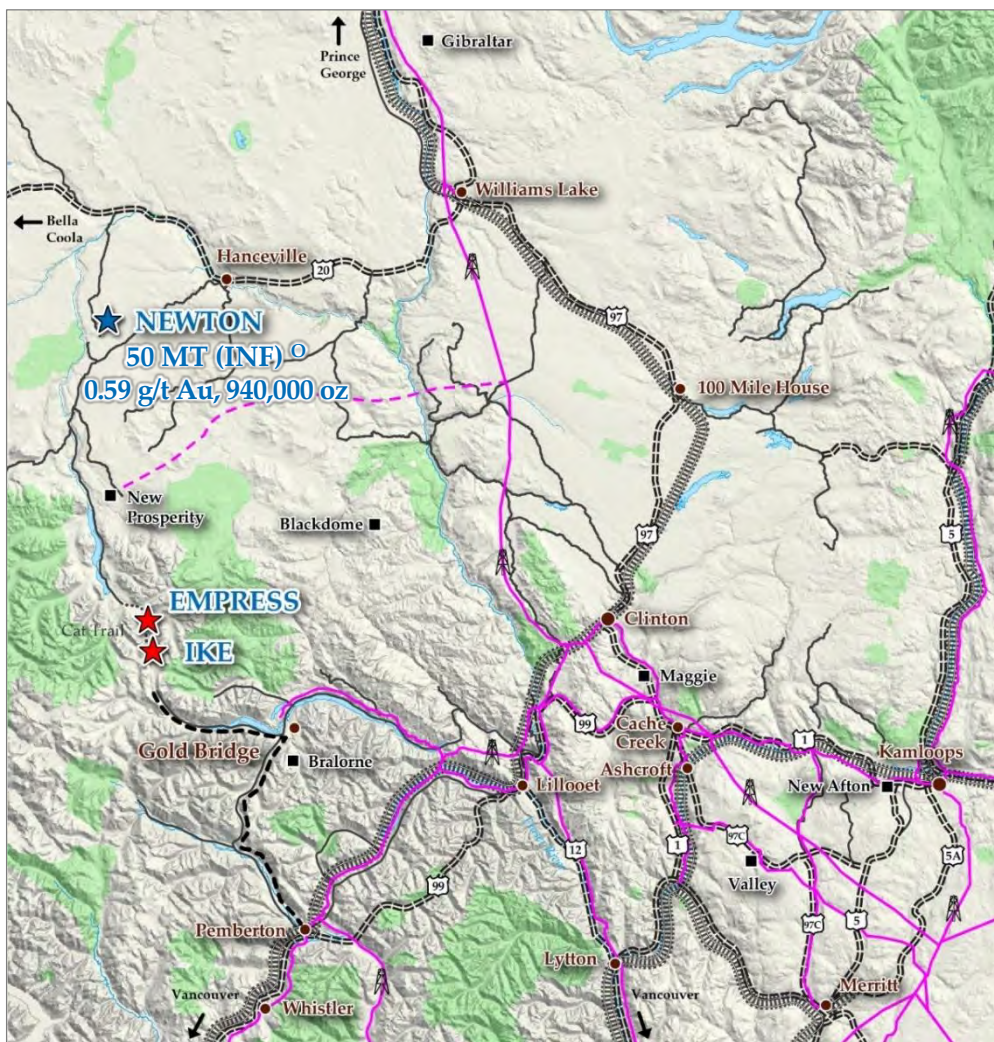 Prince
George
Gibraltar
Williams Lake
Bella
Coola
Hanceville
20
NEWTON
50 MT (INF) O
0.59 g/t Au, 940,000 oz
97
100 Mile House
New
Prosperity
Blackdome
97
5
EMPRESS
Cat Trail
IKE
Clinton
Maggie
99
Cache
Creek
1
Kamloops
Gold Bridge
Bralorne
Ashcroft
New Afton
Lillooet
12
1
97C
Valley
5A
99
Pemberton
97C
5
Lytton
Merritt
Vancouver
Whistler
Vancouver